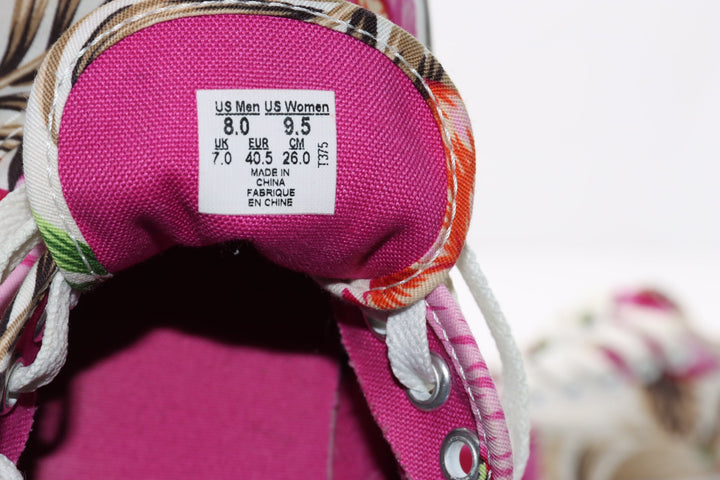 US Men US Women
8.0 9.5
UK EUR CM
7.0 40.5 26.0
MADE IN
CHINA
FABRIQUE
EN CHINE
T375